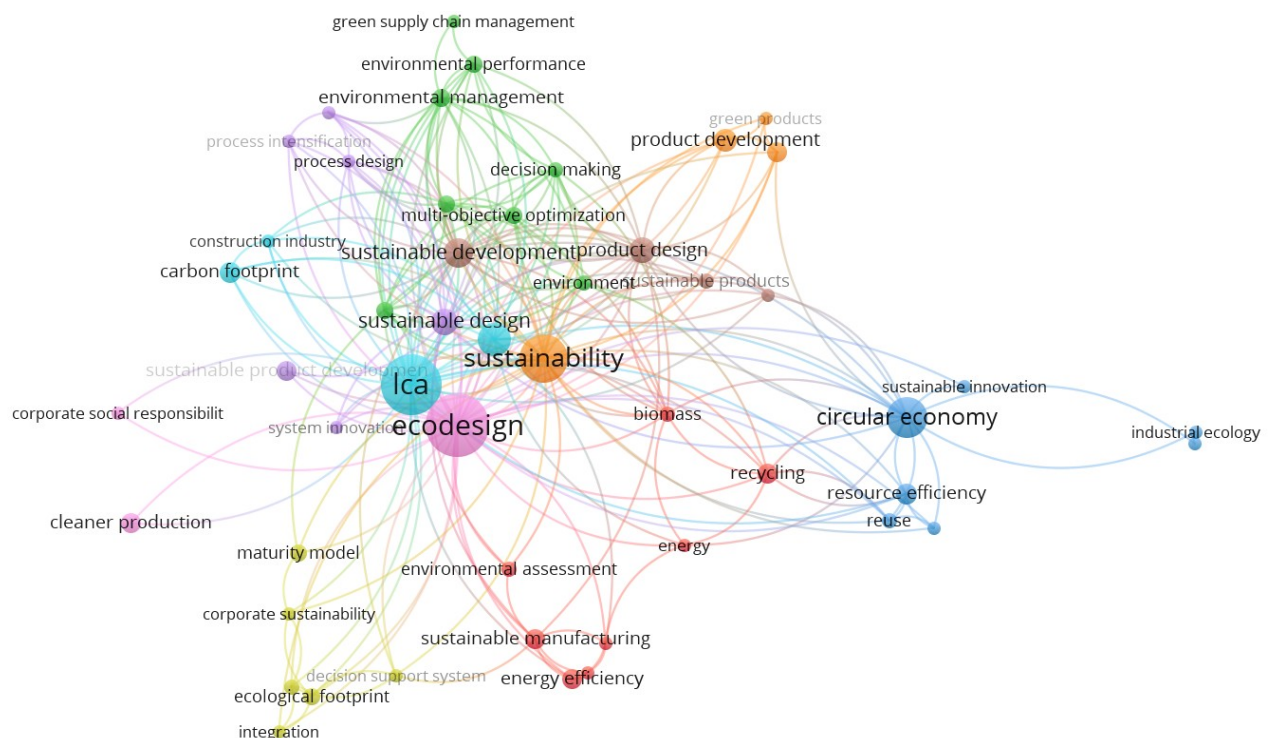 green supply chain management
environmental performance
environmental management
green products
process intensification
product development
process design
decision making
multi-objective optimization
construction industry
sustainable development
product design
carbon footprint
environment
sustainable products
sustainable design
sustainability
sustainable product developmen
lca
sustainable innovation
corporate social responsibilit
biomass
circular economy
system innovation
ecodesign
industrial ecology
recycling
resource efficiency
cleaner production
reuse
energy
maturity model
environmental assessment
corporate sustainability
sustainable manufacturing
decision support system
energy efficiency
ecological footprint
integration